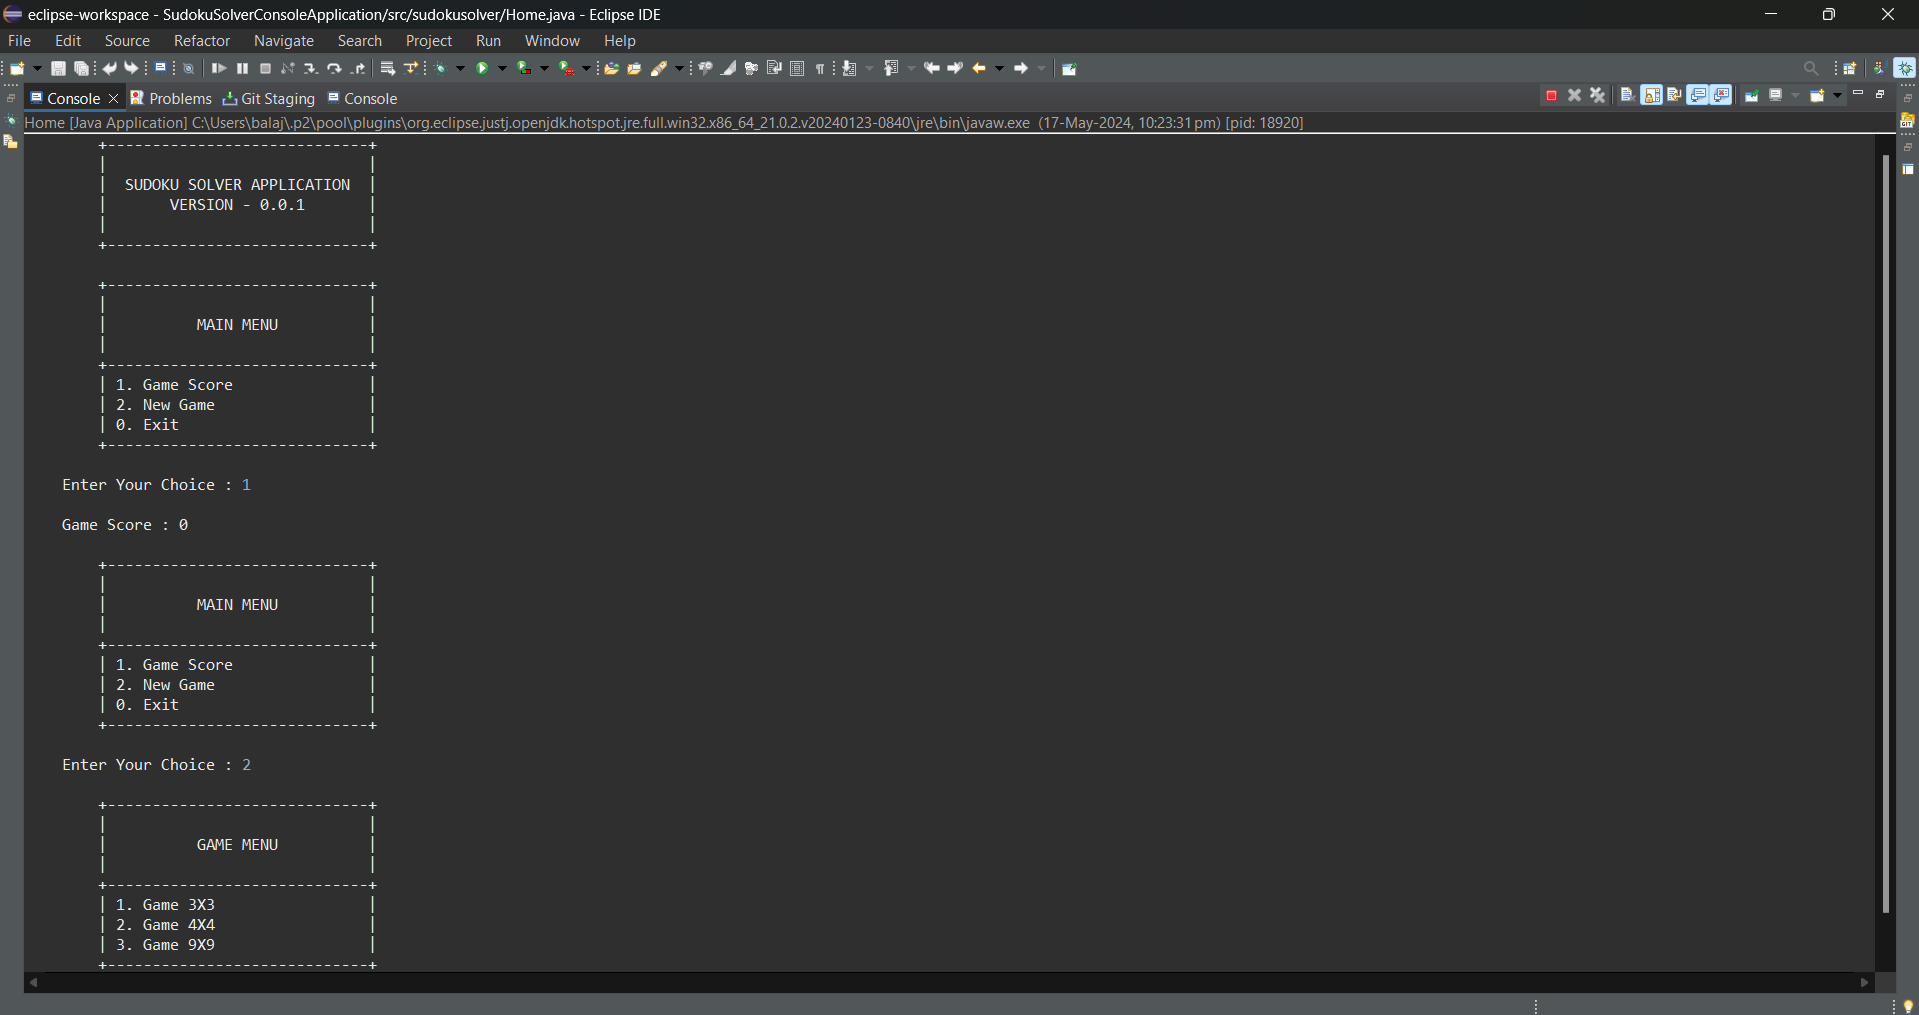 eclipse-workspace - SudokuSolverConsoleApplication/src/sudokusolver/Home.java - Eclipse IDE
File Edit Source Refactor Navigate Search Project Run Window Help
Console Problems Git Staging Console
Home [Java Application] C:\Users\balaj\.p2\pool\plugins\org.eclipse.justj.openjdk.hotspot.jre.full.win32.x86_64_21.0.2.v20240123-0840\jre\bin\javaw.exe (17-May-2024, 10:23:31 pm) [pid: 18920]
+-----------------------------+
|                             |
|  SUDOKU SOLVER APPLICATION  |
|       VERSION - 0.0.1       |
|                             |
+-----------------------------+
+-----------------------------+
|                             |
|          MAIN MENU          |
|                             |
+-----------------------------+
| 1. Game Score               |
| 2. New Game                 |
| 0. Exit                     |
+-----------------------------+
Enter Your Choice : 1
Game Score : 0
+-----------------------------+
|                             |
|          MAIN MENU          |
|                             |
+-----------------------------+
| 1. Game Score               |
| 2. New Game                 |
| 0. Exit                     |
+-----------------------------+
Enter Your Choice : 2
+-----------------------------+
|                             |
|          GAME MENU          |
|                             |
+-----------------------------+
| 1. Game 3X3                 |
| 2. Game 4X4                 |
| 3. Game 9X9                 |
+-----------------------------+